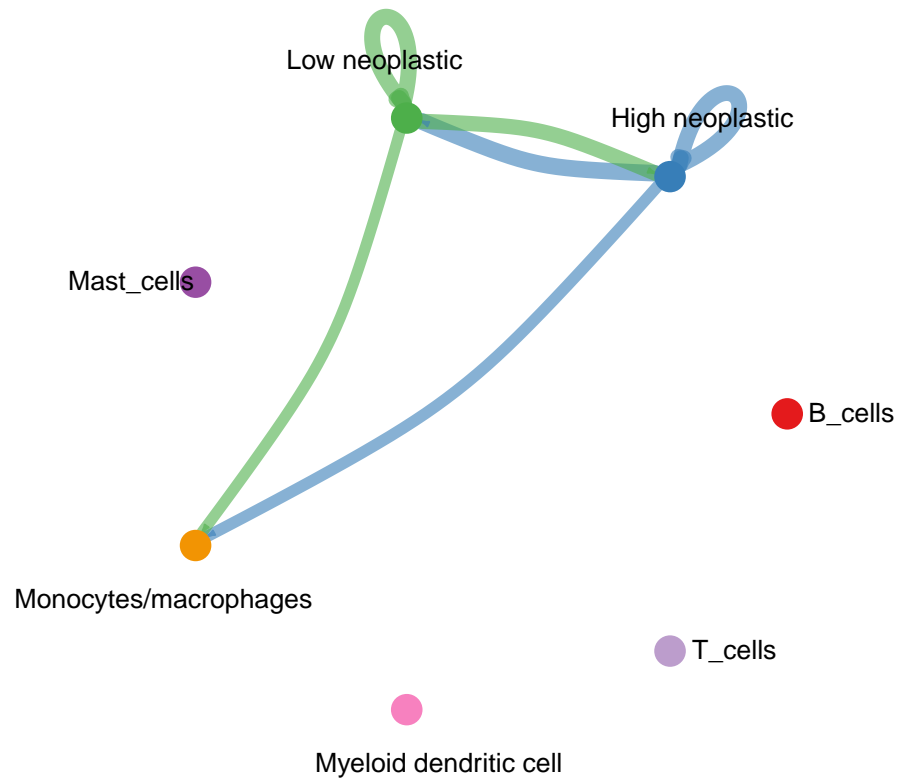 Low neoplastic
High neoplastic
Mast_cells
B_cells
Monocytes/macrophages
T_cells
Myeloid dendritic cell